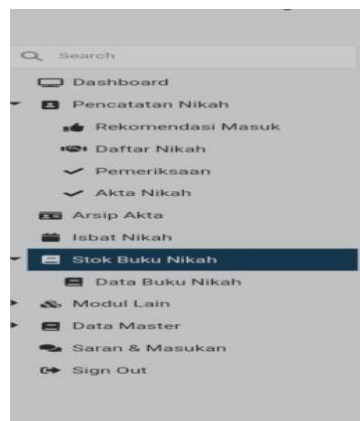 Search
Dashboard
Pencatatan Nikah
Rekomendasi Masuk
Daftar Nikah
Pemeriksaan
Akta Nikah
Arsip Akta
Isbat Nikah
Stok Buku Nikah
Data Buku Nikah
Modul Lain
Data Master
Saran & Masukan
Sign Out